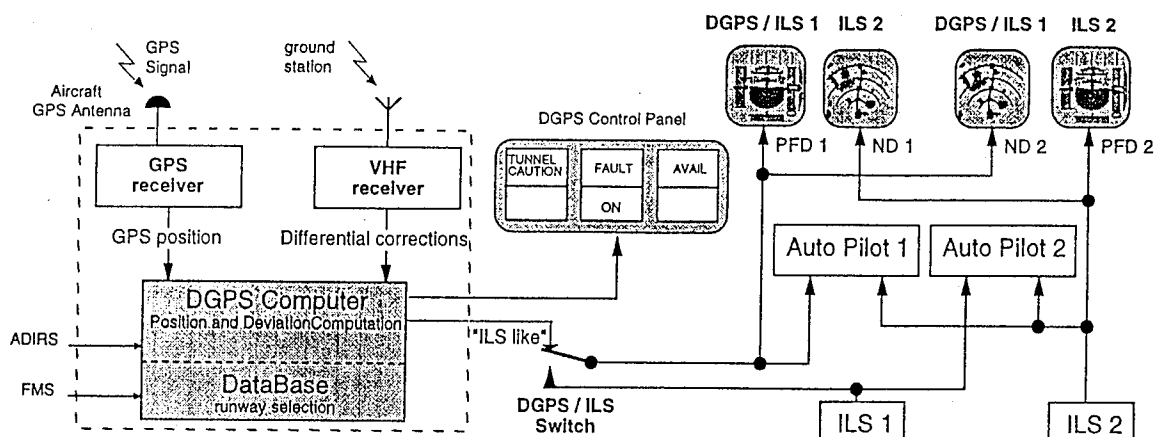 DGPS / ILS 1
ILS 2
DGPS / ILS 1
ILS 2
GPS
Signal
ground
station
Aircraft
GPS Antenna
DGPS Control Panel
TUNNEL
CAUTION
FAULT
AVAIL
ON
PFD 1
ND 1
ND 2
PFD 2
GPS
receiver
VHF
receiver
GPS position
Differential corrections
Auto Pilot 1
Auto Pilot 2
DGPS Computer
Position and DeviationComputation
"ILS like"
ADIRS
FMS
DataBase
runway selection
DGPS / ILS
Switch
ILS 1
ILS 2